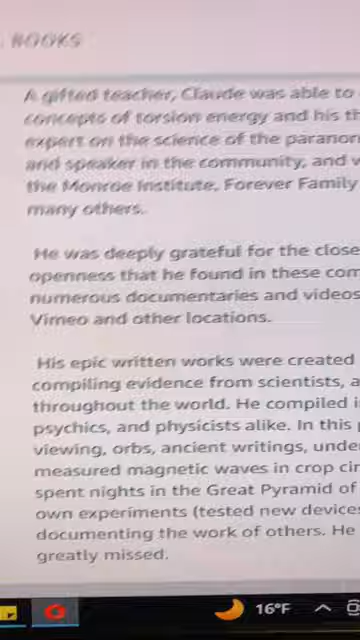 BOOKS
A gifted teacher, Claude was able to
concepts of torsion energy and his th
expert on the science of the paranor
and speaker in the community, and w
the Monroe Institute, Forever Family
many others.
He was deeply grateful for the close
openness that he found in these com
numerous documentaries and videos
Vimeo and other locations.
His epic written works were created
compiling evidence from scientists, a
throughout the world. He compiled i
psychics, and physicists alike. In this p
viewing, orbs, ancient writings, unde
measured magnetic waves in crop cir
spent nights in the Great Pyramid of
own experiments (tested new devices
documenting the work of others. He
greatly missed.
16°F